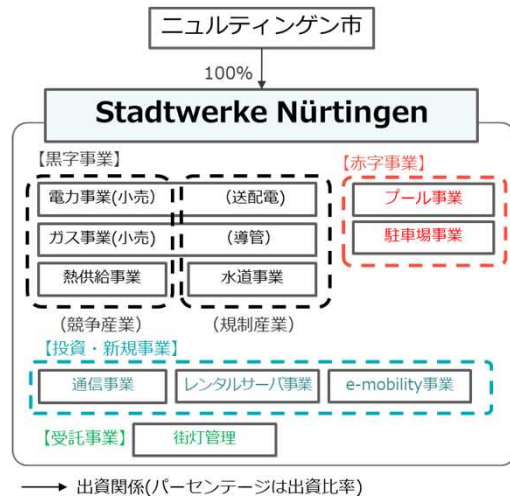 ニュルティンゲン市
100%
Stadtwerke Nürtingen
【黒字事業】
【赤字事業】
電力事業(小売)
(送配電)
プール事業
ガス事業(小売)
(導管)
駐車場事業
熱供給事業
水道事業
(競争産業)
(規制産業)
【投資・新規事業】
通信事業
レンタルサーバ事業
e-mobility事業
【受託事業】
街灯管理
出資関係(パーセンテージは出資比率)